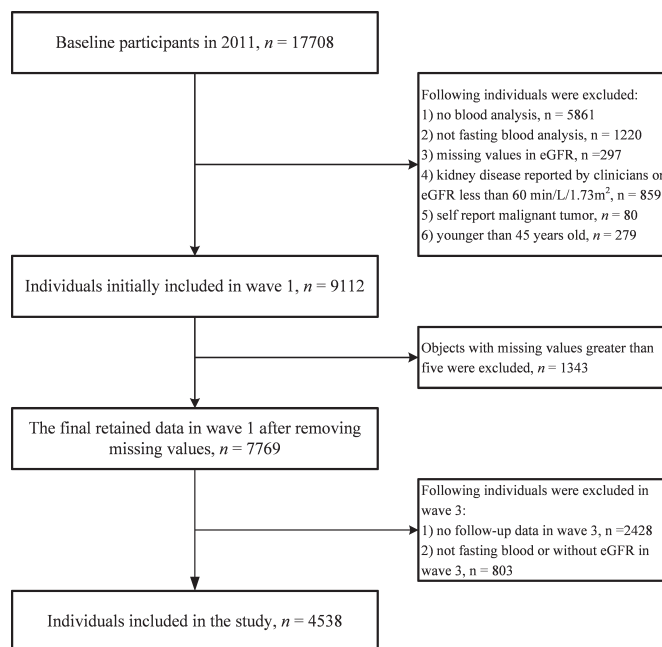 Baseline participants in 2011, n = 17708
Following individuals were excluded:
1) no blood analysis, n = 5861
2) not fasting blood analysis, n = 1220
3) missing values in eGFR, n =297
4) kidney disease reported by clinicians or
eGFR less than 60 min/L/1.73m², n = 859
5) self report malignant tumor, n = 80
6) younger than 45 years old, n = 279
Individuals initially included in wave 1, n = 9112
Objects with missing values greater than
five were excluded, n = 1343
The final retained data in wave 1 after removing
missing values, n = 7769
Following individuals were excluded in
wave 3:
1) no follow-up data in wave 3, n =2428
2) not fasting blood or without eGFR in
wave 3, n = 803
Individuals included in the study, n = 4538